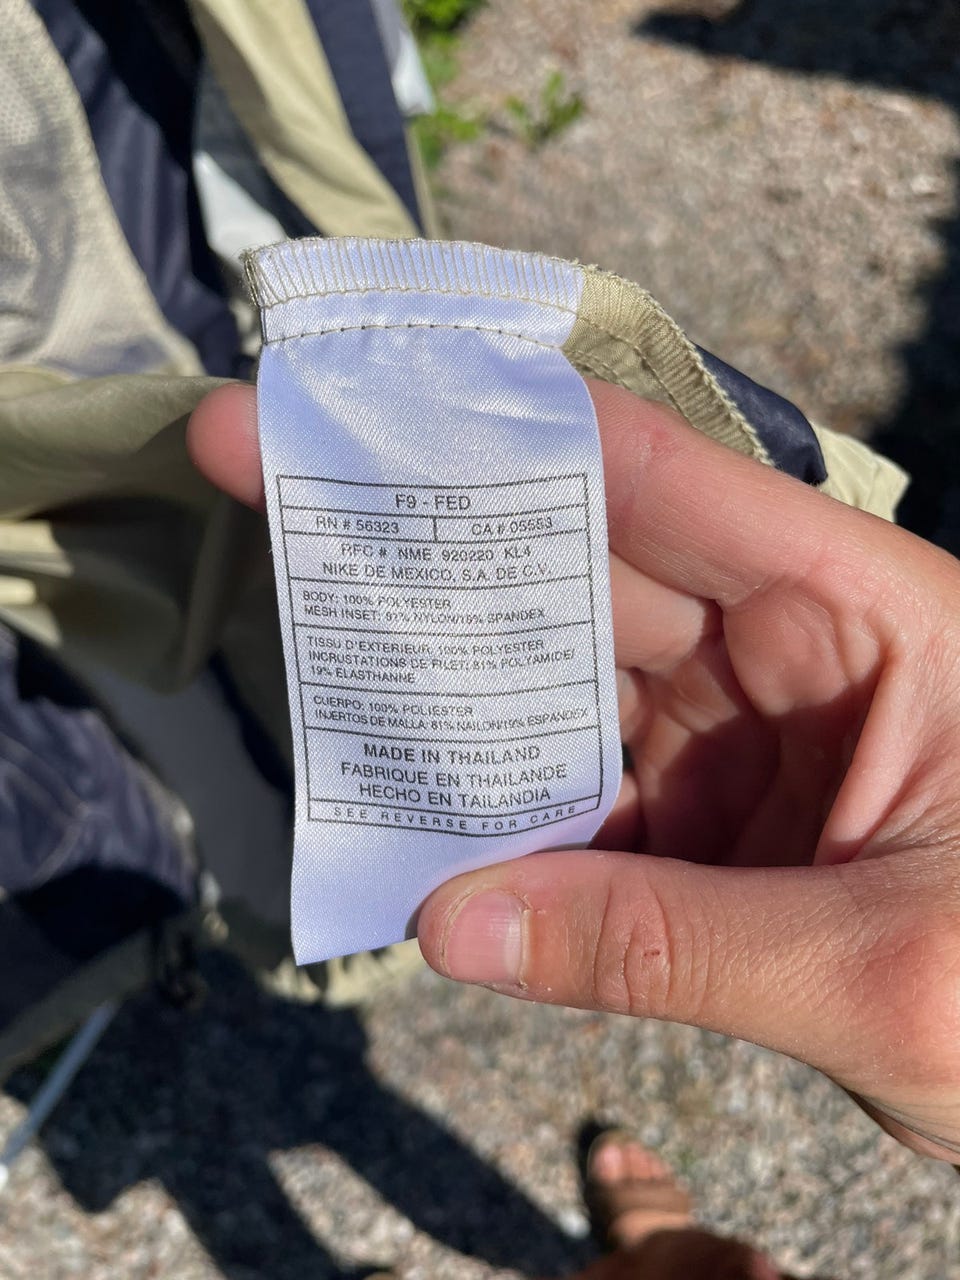 F9 - FED
RN # 56323 CA # 05553
RFC # NME 920220 KL4
NIKE DE MEXICO, S.A. DE C.V.
BODY: 100% POLYESTER
MESH INSET: 81% NYLON/19% SPANDEX
TISSU D'EXTERIEUR: 100% POLYESTER
INCRUSTATIONS DE FILET: 81% POLYAMIDE/
19% ELASTHANNE
CUERPO: 100% POLIESTER
INJERTOS DE MALLA: 81% NAILON/19% ESPANDEX
MADE IN THAILAND
FABRIQUE EN THAILANDE
HECHO EN TAILANDIA
SEE REVERSE FOR CARE